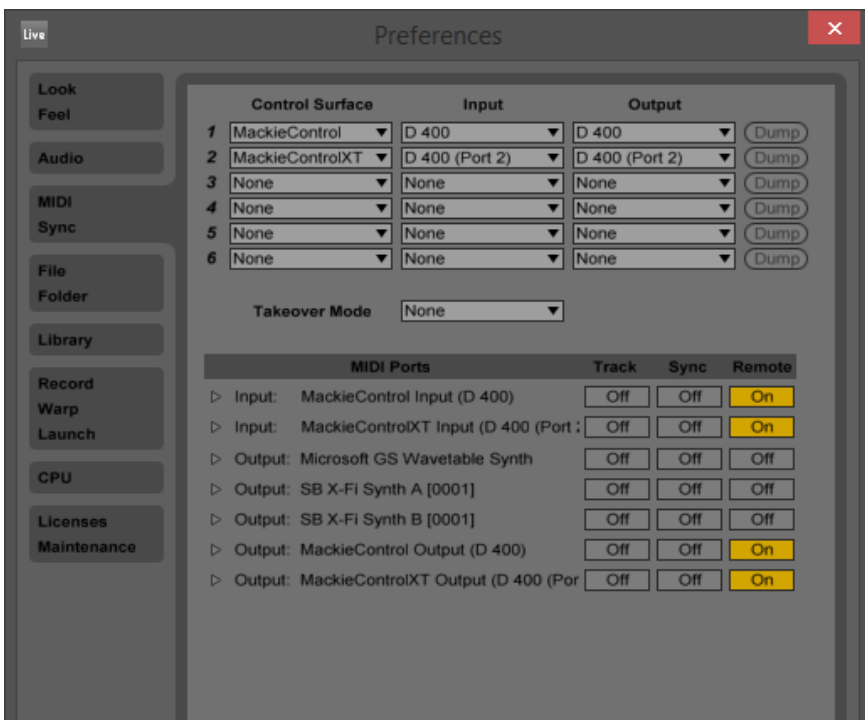 Live Preferences
Look
Feel
Audio
MIDI
Sync
File
Folder
Library
Record
Warp
Launch
CPU
Licenses
Maintenance
Control Surface Input Output
1 MackieControl D 400 D 400 Dump
2 MackieControlXT D 400 (Port 2) D 400 (Port 2) Dump
3 None None None Dump
4 None None None Dump
5 None None None Dump
6 None None None Dump
Takeover Mode None
MIDI Ports Track Sync Remote
Input: MackieControl Input (D 400) Off Off On
Input: MackieControlXT Input (D 400 (Port Off Off On
Output: Microsoft GS Wavetable Synth Off Off Off
Output: SB X-Fi Synth A [0001] Off Off Off
Output: SB X-Fi Synth B [0001] Off Off Off
Output: MackieControl Output (D 400) Off Off On
Output: MackieControlXT Output (D 400 (Por Off Off On